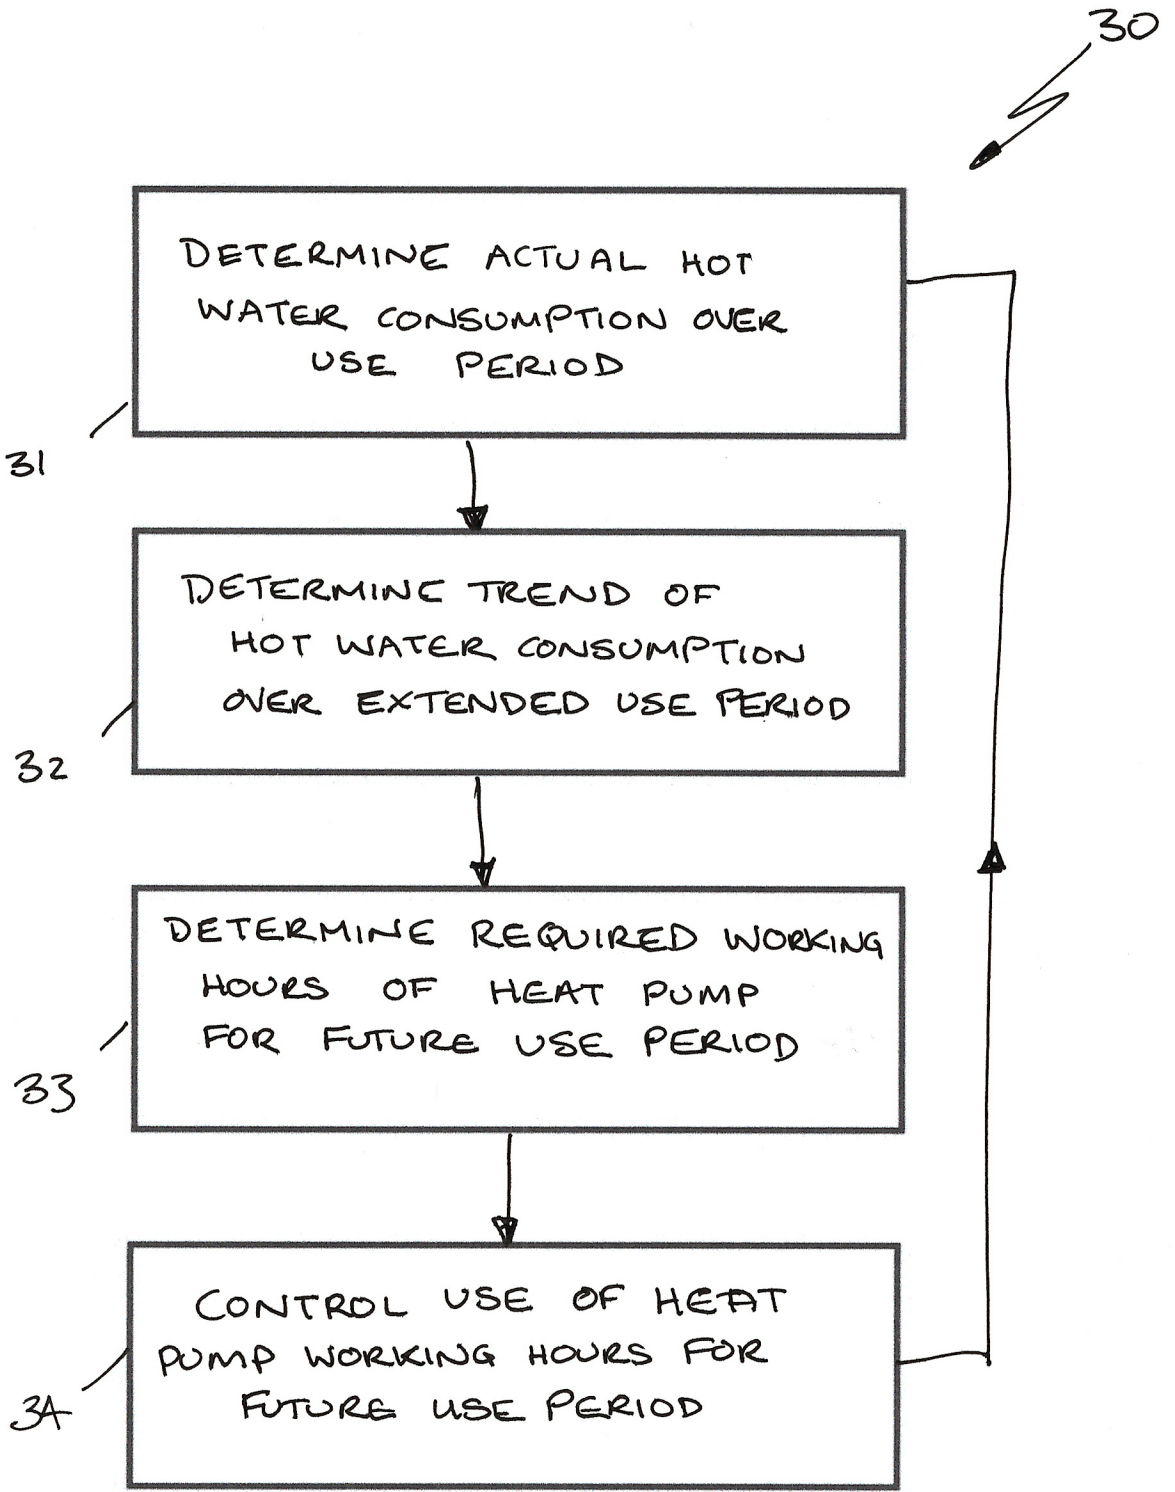 30
DETERMINE ACTUAL HOT
WATER CONSUMPTION OVER
USE PERIOD
31
DETERMINE TREND OF
HOT WATER CONSUMPTION
OVER EXTENDED USE PERIOD
32
DETERMINE REQUIRED WORKING
HOURS OF HEAT PUMP
FOR FUTURE USE PERIOD
33
CONTROL USE OF HEAT
PUMP WORKING HOURS FOR
FUTURE USE PERIOD
34